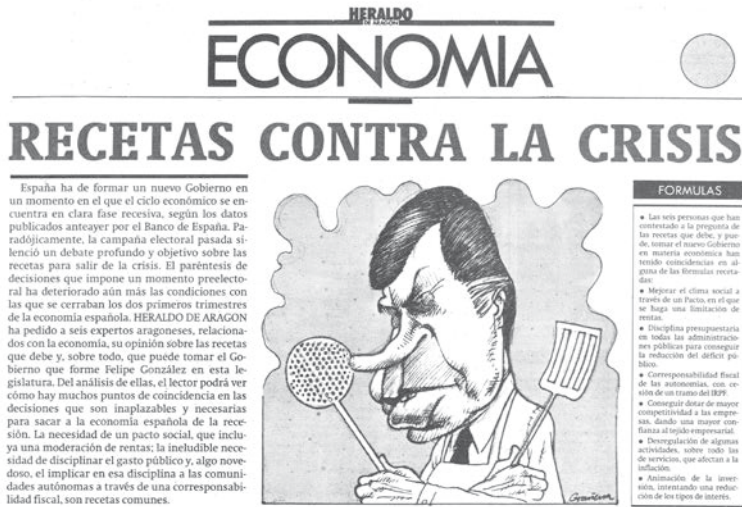 HERALDO
DE ARAGON
ECONOMIA
RECETAS CONTRA LA CRISIS
España ha de formar un nuevo Gobierno en
un momento en el que el ciclo económico se en-
cuentra en clara fase recesiva, según los datos
publicados anteayer por el Banco de España. Pa-
radójicamente, la campaña electoral pasada si-
lenció un debate profundo y objetivo sobre las
recetas para salir de la crisis. El paréntesis de
decisiones que impone un momento preelecto-
ral ha deteriorado aún más las condiciones con
las que se cerraban los dos primeros trimestres
de la economía española. HERALDO DE ARAGON
ha pedido a seis expertos aragoneses, relaciona-
dos con la economía, su opinión sobre las recetas
que debe y, sobre todo, que puede tomar el Go-
bierno que forme Felipe González en esta le-
gislatura. Del análisis de ellas, el lector podrá ver
cómo hay muchos puntos de coincidencia en las
decisiones que son inaplazables y necesarias
para sacar a la economía española de la rece-
sión. La necesidad de un pacto social, que inclu-
ya una moderación de rentas; la ineludible nece-
sidad de disciplinar el gasto público y, algo nove-
doso, el implicar en esa disciplina a las comuni-
dades autónomas a través de una corresponsabi-
lidad fiscal, son recetas comunes.
FORMULAS
● Las seis personas que han
contestado a la pregunta de
las recetas que debe, y pue-
de, tomar el nuevo Gobierno
en materia económica han
tenido coincidencias en al-
guna de las fórmulas receta-
das:
● Mejorar el clima social a
través de un Pacto, en el que
se haga una limitación de
rentas.
● Disciplina presupuestaria
en todas las administracio-
nes públicas para conseguir
la reducción del déficit pú-
blico.
● Corresponsabilidad fiscal
de las autonomías, con ce-
sión de un tramo del IRPF.
● Conseguir dotar de mayor
competitividad a las empre-
sas, dando una mayor con-
fianza al tejido empresarial.
● Desregulación de algunas
actividades, sobre todo las
de servicios, que afectan a la
inflación.
● Animación de la inver-
sión, intentando una reduc-
ción de los tipos de interés.